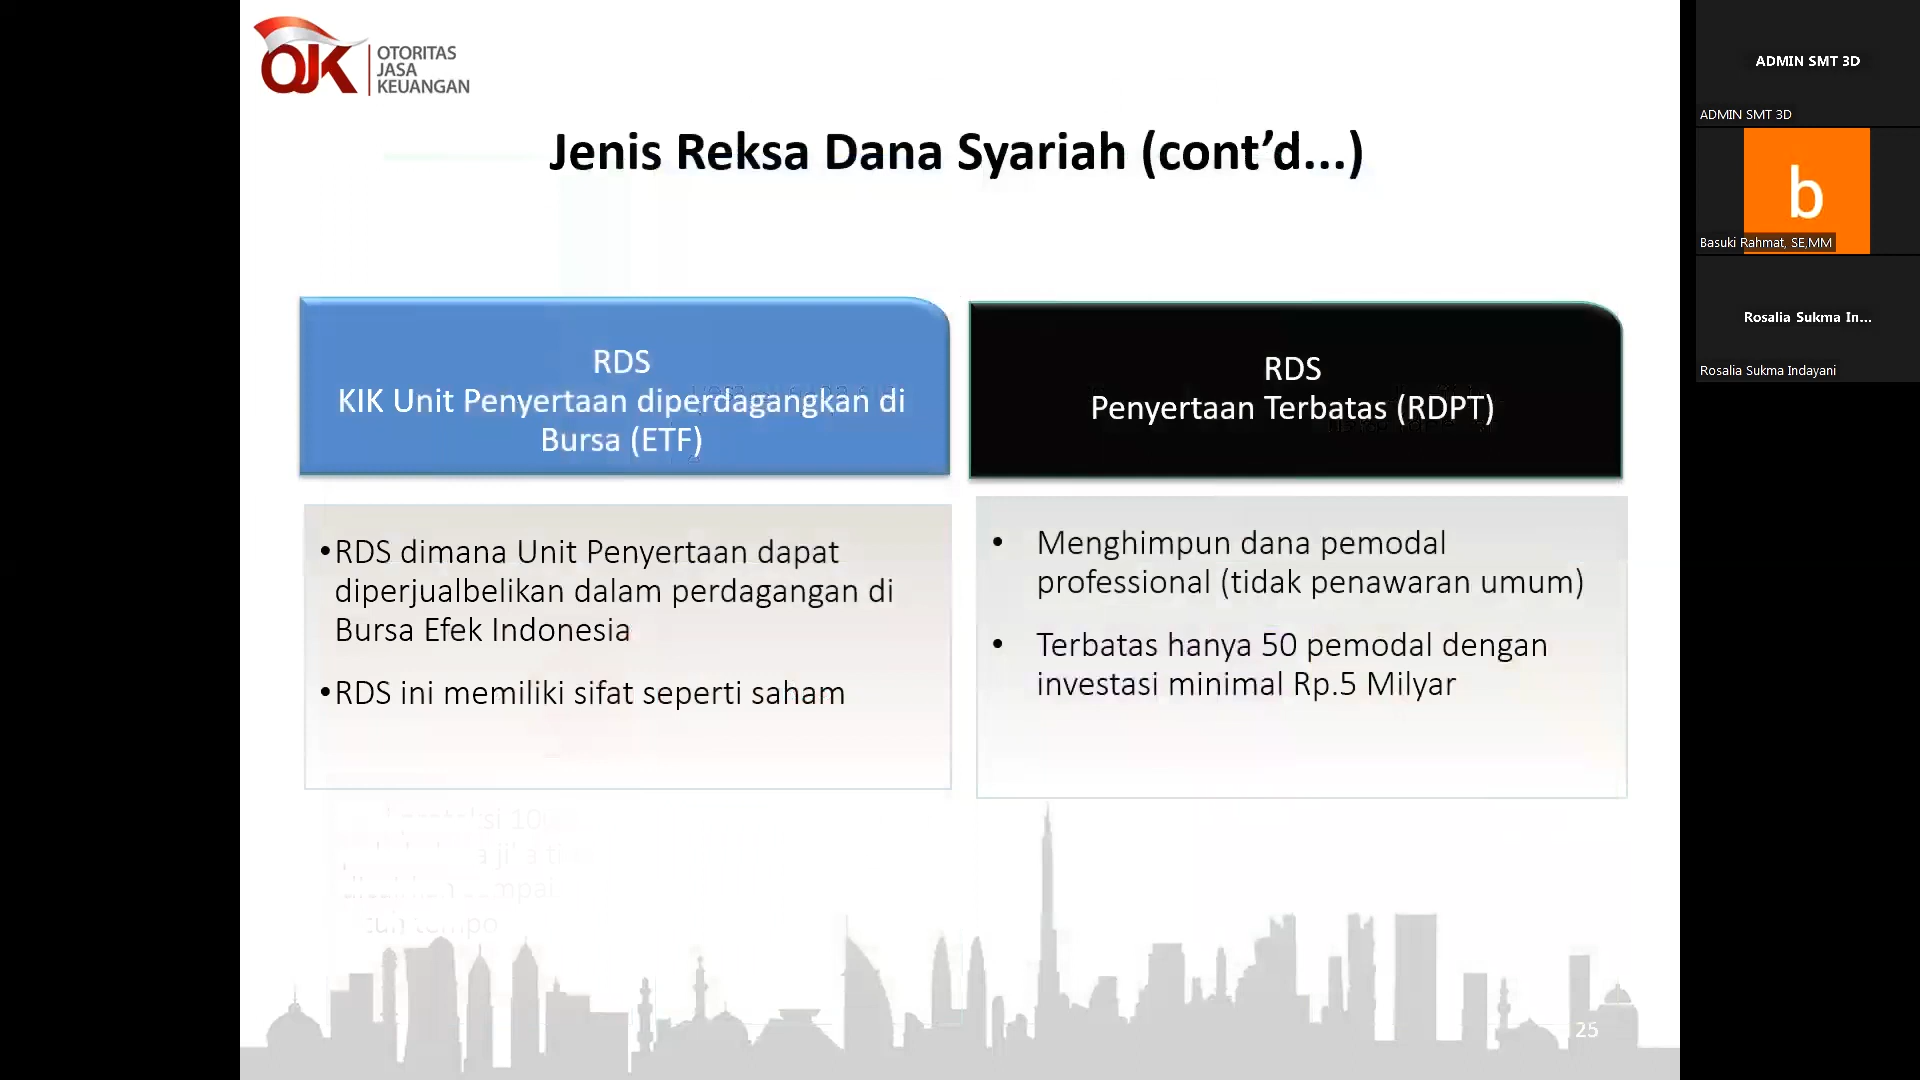 OJK
OTORITAS
JASA
KEUANGAN
Jenis Reksa Dana Syariah (cont’d...)
RDS
KIK Unit Penyertaan diperdagangkan di
Bursa (ETF)
•RDS dimana Unit Penyertaan dapat
diperjualbelikan dalam perdagangan di
Bursa Efek Indonesia
•RDS ini memiliki sifat seperti saham
RDS
Penyertaan Terbatas (RDPT)
• Menghimpun dana pemodal
professional (tidak penawaran umum)
• Terbatas hanya 50 pemodal dengan
investasi minimal Rp.5 Milyar
25
ADMIN SMT 3D
ADMIN SMT 3D
b
Basuki Rahmat, SE,MM
Rosalia Sukma In...
Rosalia Sukma Indayani